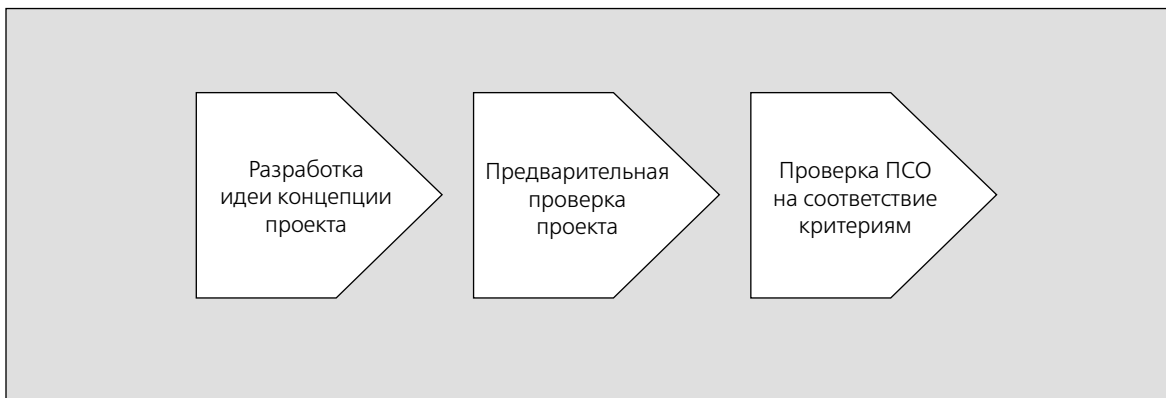 Разработка
идеи концепции
проекта
Предварительная
проверка
проекта
Проверка ПСО
на соответствие
критериям